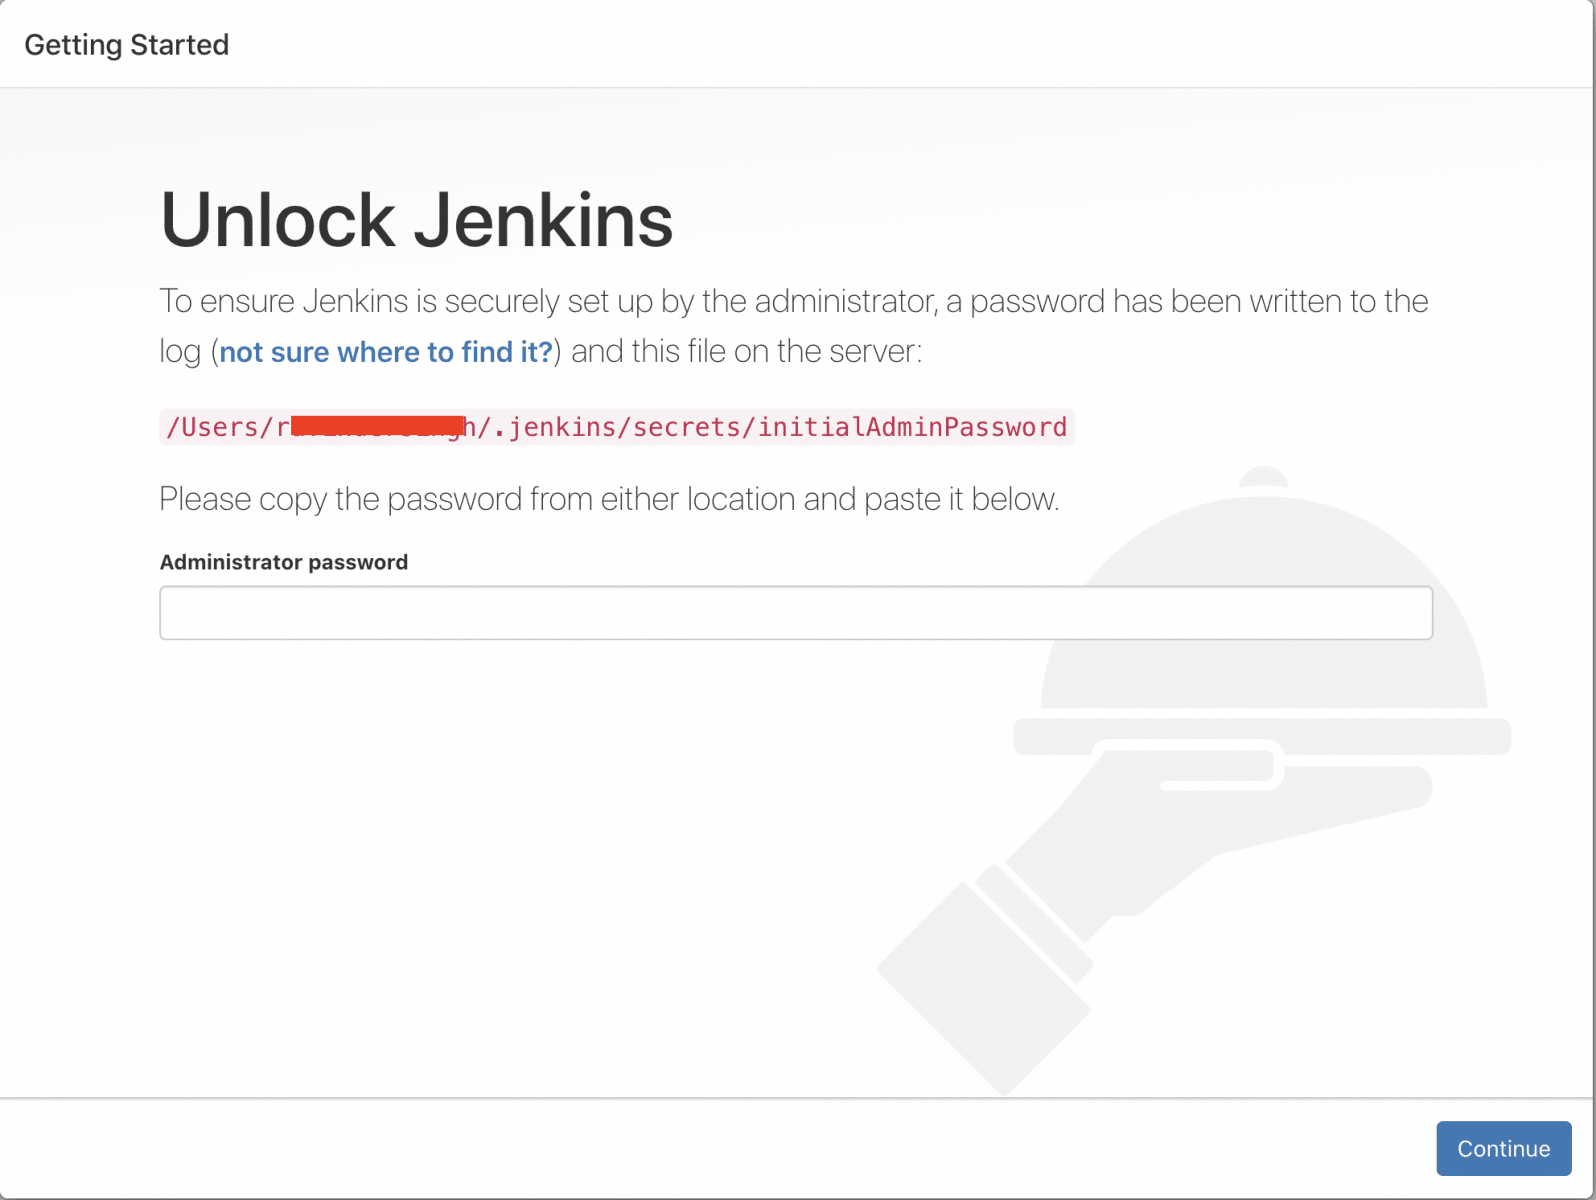 Getting Started
Unlock Jenkins
To ensure Jenkins is securely set up by the administrator, a password has been written to the
log (not sure where to find it?) and this file on the server:
/Users/ /.jenkins/secrets/initialAdminPassword
Please copy the password from either location and paste it below.
Administrator password
Continue